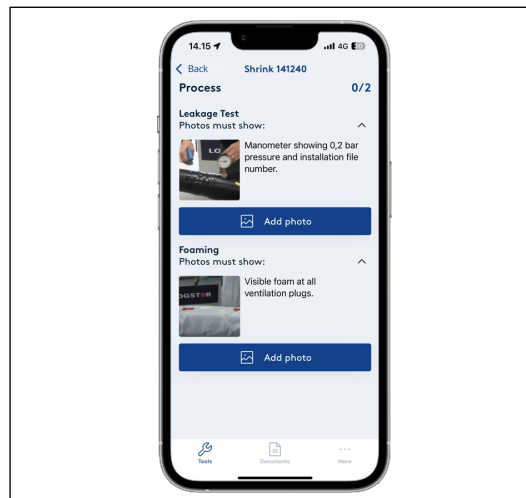 14.15
4G
Back
Shrink 141240
Process
0/2
Leakage Test
Photos must show:
LO
Manometer showing 0,2 bar
pressure and installation file
number.
Add photo
Foaming
Photos must show:
OGSTOR
Visible foam at all
ventilation plugs.
Add photo
Tools
Documents
More